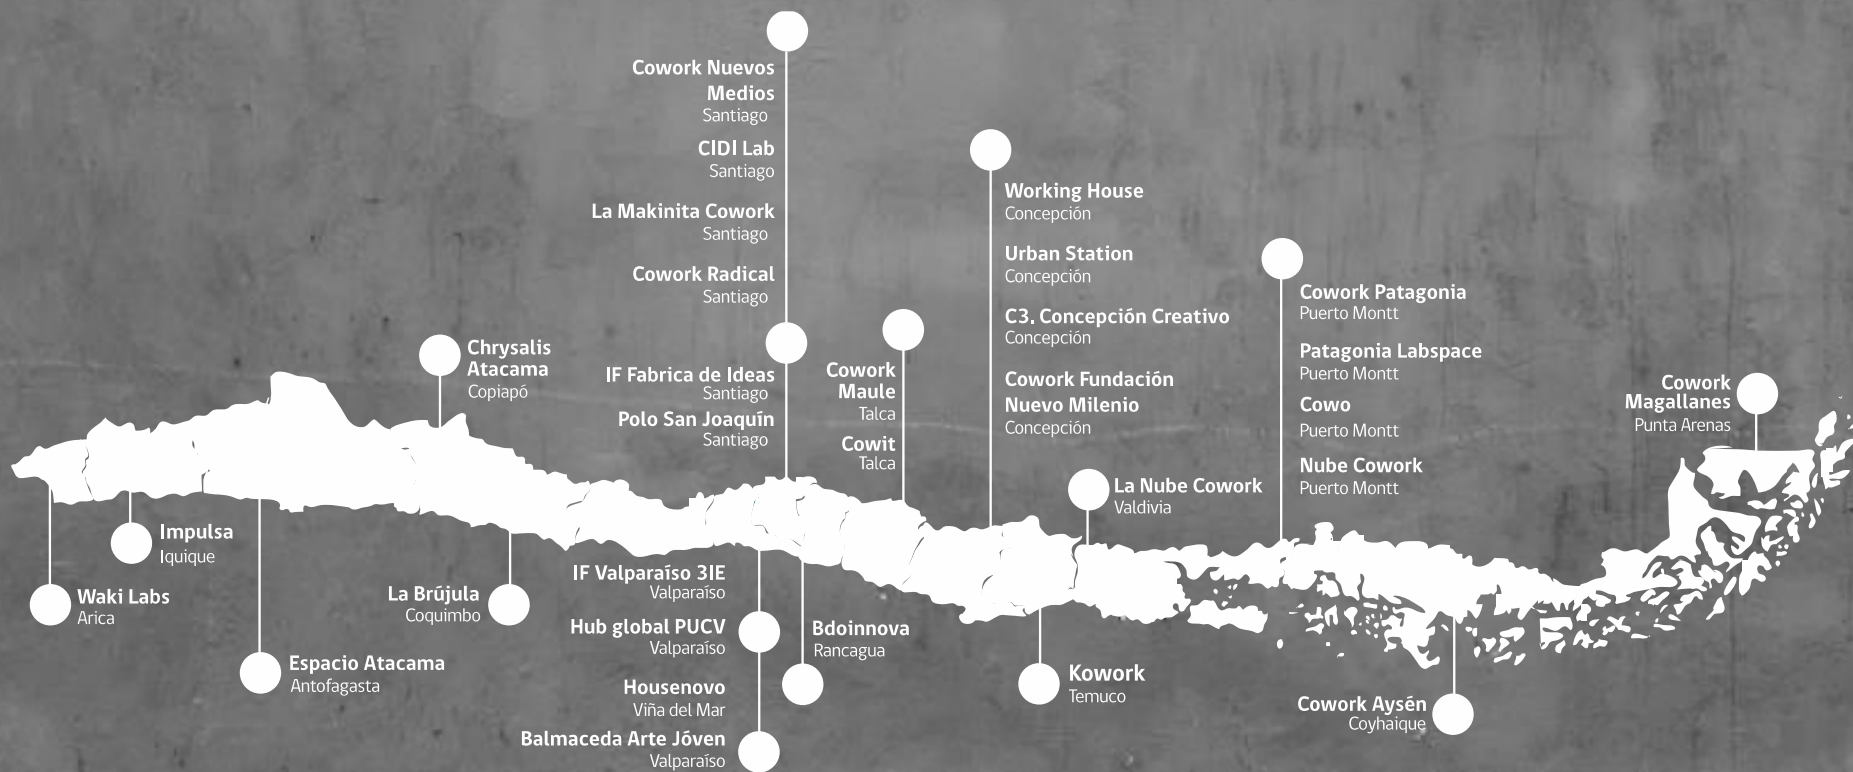 Cowork Nuevos
Medios
Santiago
CIDI Lab
Santiago
La Makinita Cowork
Santiago
Cowork Radical
Santiago
IF Fabrica de Ideas
Santiago
Polo San Joaquín
Santiago
Chrysalis
Atacama
Copiapó
Cowork
Maule
Talca
Cowit
Talca
Working House
Concepción
Urban Station
Concepción
C3. Concepción Creativo
Concepción
Cowork Fundación
Nuevo Milenio
Concepción
La Nube Cowork
Valdivia
Cowork Patagonia
Puerto Montt
Patagonia Labspace
Puerto Montt
Cowo
Puerto Montt
Nube Cowork
Puerto Montt
Cowork
Magallanes
Punta Arenas
Waki Labs
Arica
Impulsa
Iquique
Espacio Atacama
Antofagasta
La Brújula
Coquimbo
IF Valparaíso 3IE
Valparaíso
Hub global PUCV
Valparaíso
Housenovo
Viña del Mar
Balmaceda Arte Jóven
Valparaíso
Bdoinnova
Rancagua
Kowork
Temuco
Cowork Aysén
Coyhaique